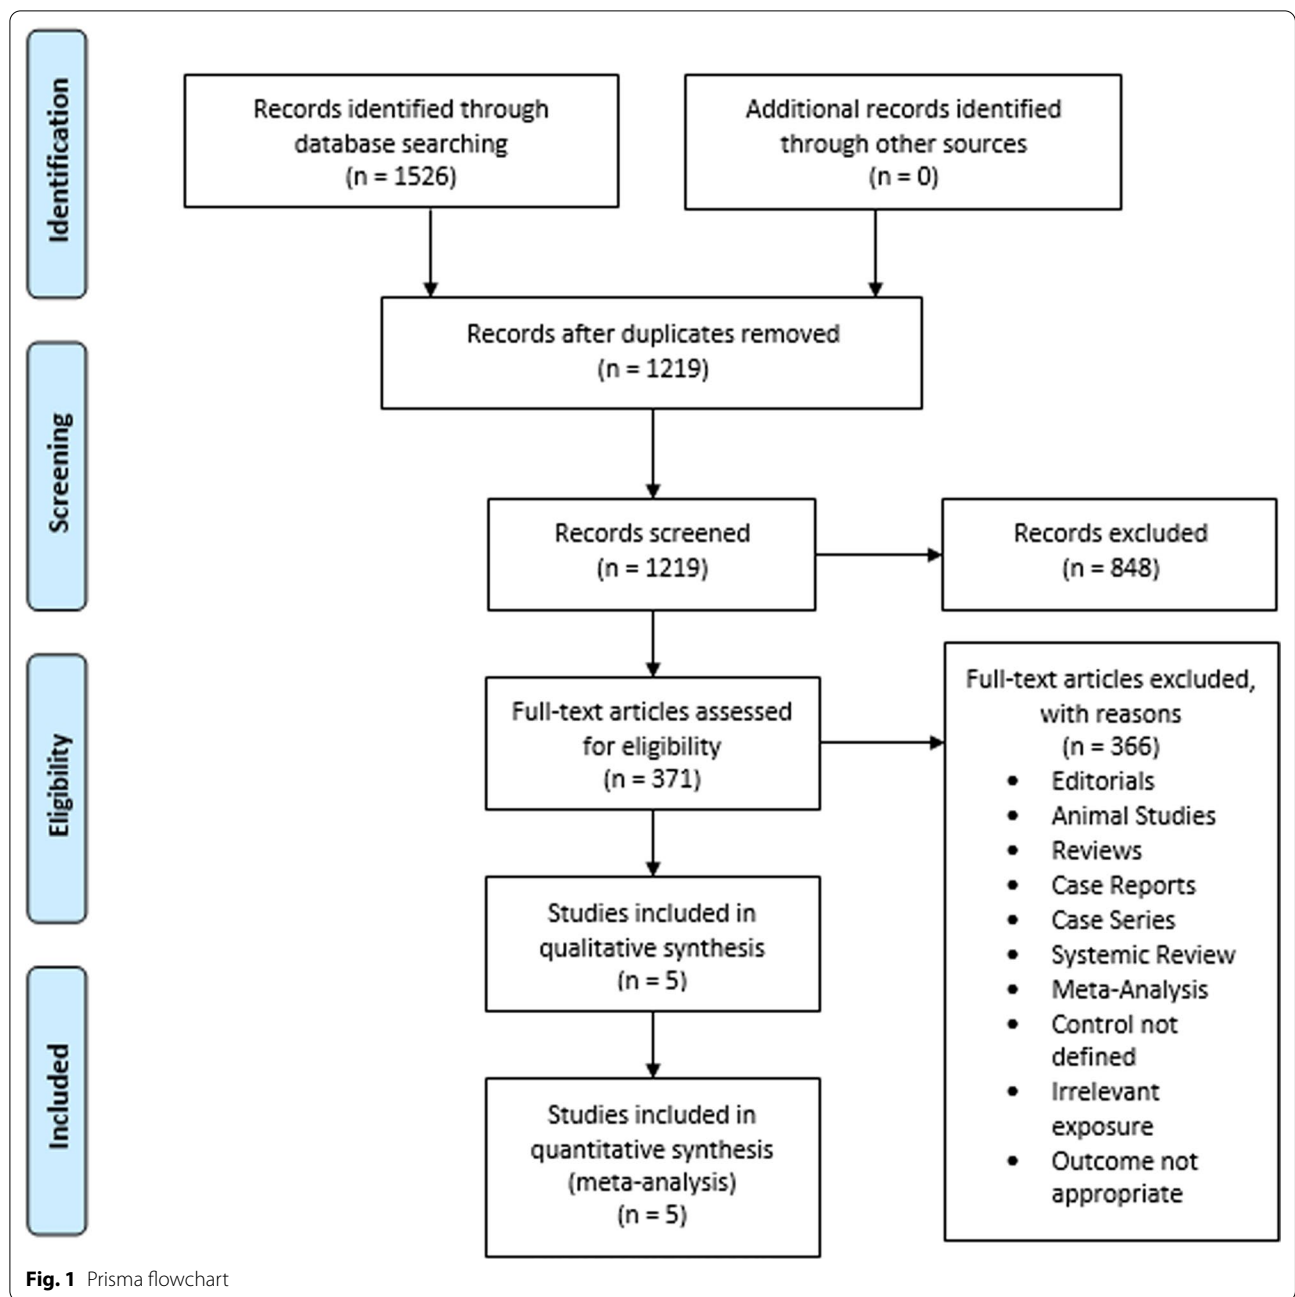 Identification
Records identified through
database searching
(n = 1526)
Additional records identified
through other sources
(n = 0)
Records after duplicates removed
(n = 1219)
Screening
Records screened
(n = 1219)
Records excluded
(n = 848)
Eligibility
Full-text articles assessed
for eligibility
(n = 371)
Full-text articles excluded,
with reasons
(n = 366)
• Editorials
• Animal Studies
• Reviews
• Case Reports
• Case Series
• Systemic Review
• Meta-Analysis
• Control not
defined
• Irrelevant
exposure
• Outcome not
appropriate
Studies included in
qualitative synthesis
(n = 5)
Included
Studies included in
quantitative synthesis
(meta-analysis)
(n = 5)
Fig. 1 Prisma flowchart